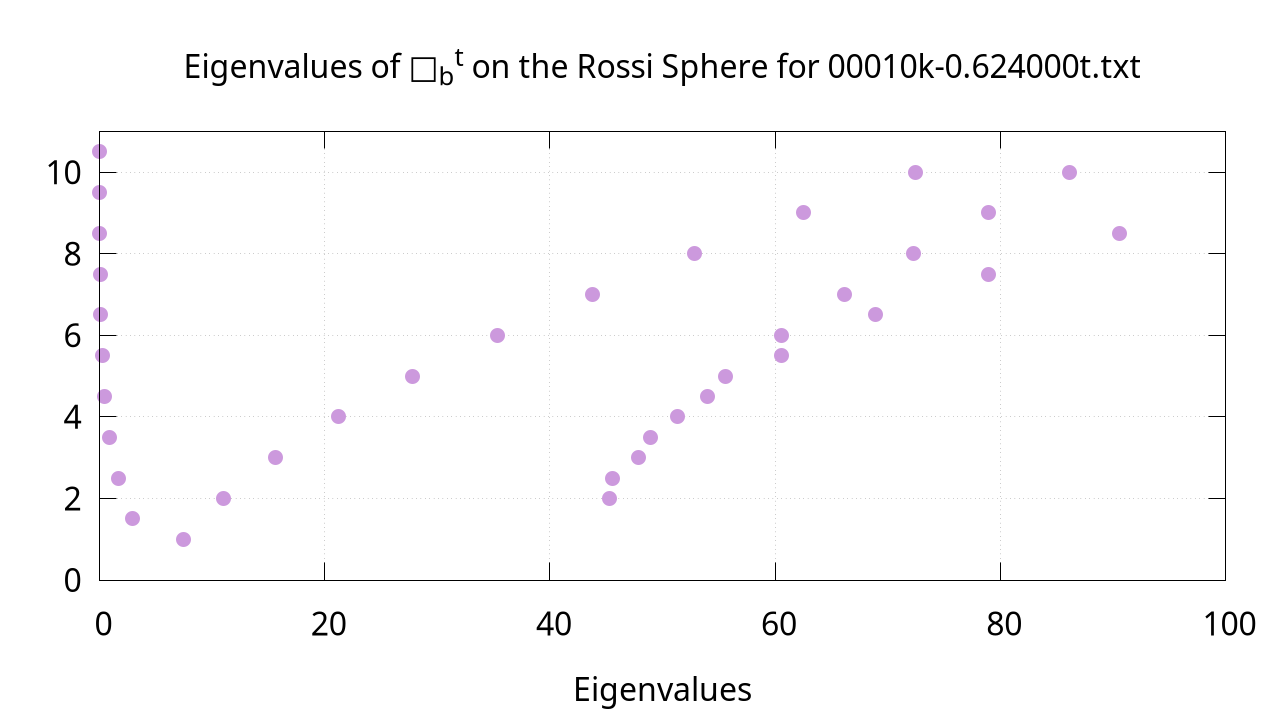 Eigenvalues of □bᵗ on the Rossi Sphere for 00010k-0.624000t.txt
10
8
6
4
2
0
0 20 40 60 80 100
Eigenvalues